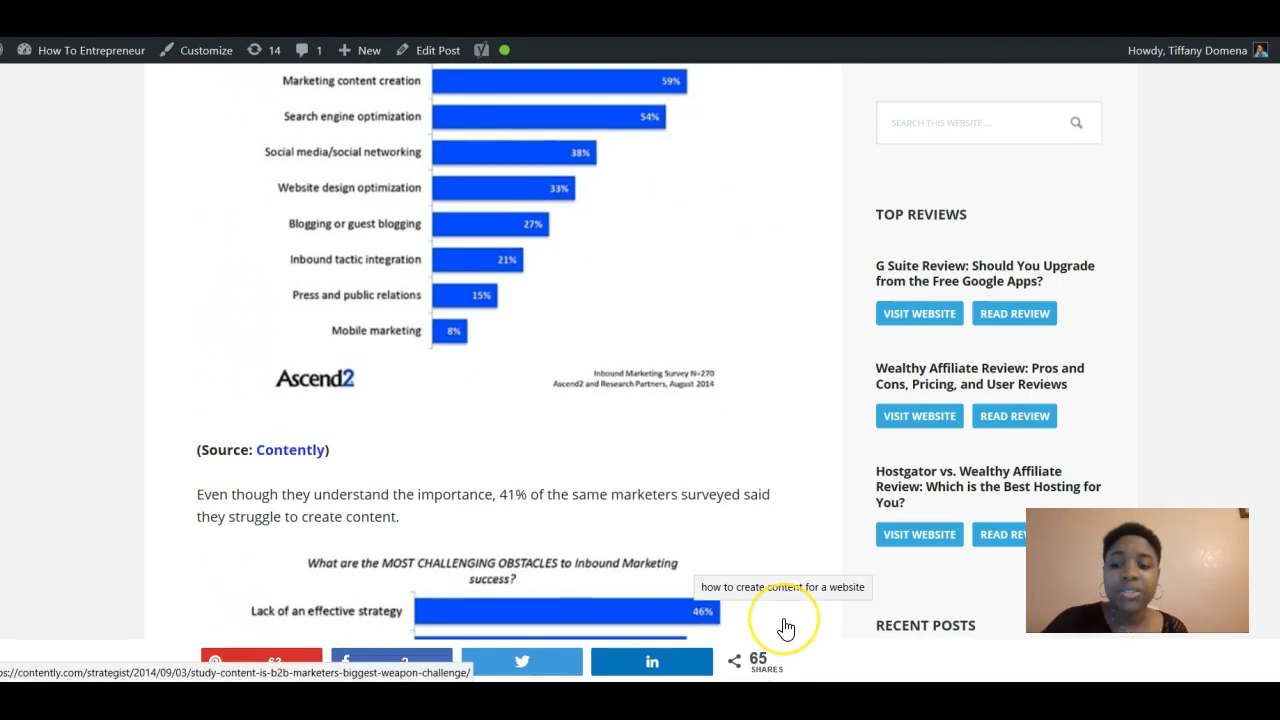 How To Entrepreneur Customize 14 1 New Edit Post Howdy, Tiffany Domena
Marketing content creation 59%
Search engine optimization 54%
Social media/social networking 38%
Website design optimization 33%
Blogging or guest blogging 27%
Inbound tactic integration 21%
Press and public relations 15%
Mobile marketing 8%
Ascend2
Inbound Marketing Survey N=270
Ascend2 and Research Partners, August 2014
(Source: Contently)
Even though they understand the importance, 41% of the same marketers surveyed said
they struggle to create content.
What are the MOST CHALLENGING OBSTACLES to Inbound Marketing
success?
how to create content for a website
Lack of an effective strategy 46%
63 2 65
SHARES
ps://contently.com/strategist/2014/09/03/study-content-is-b2b-marketers-biggest-weapon-challenge/
SEARCH THIS WEBSITE ...
TOP REVIEWS
G Suite Review: Should You Upgrade
from the Free Google Apps?
VISIT WEBSITE READ REVIEW
Wealthy Affiliate Review: Pros and
Cons, Pricing, and User Reviews
VISIT WEBSITE READ REVIEW
Hostgator vs. Wealthy Affiliate
Review: Which is the Best Hosting for
You?
VISIT WEBSITE READ
RECENT POSTS